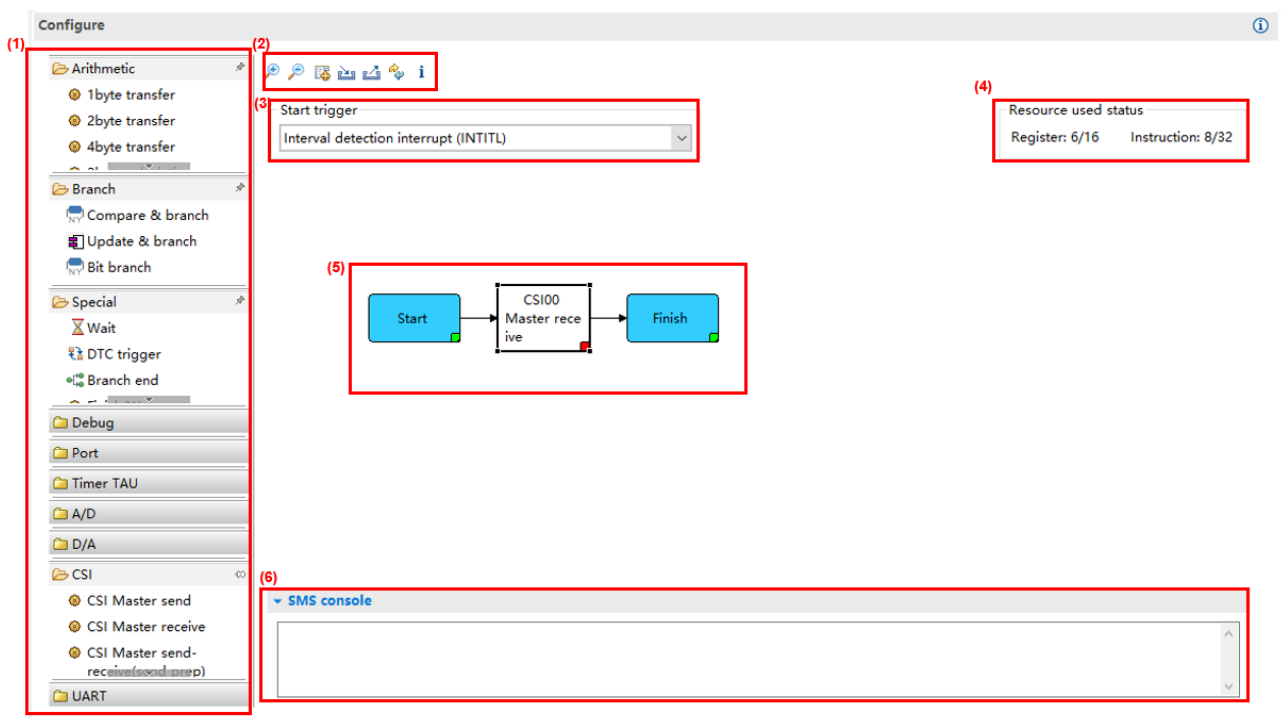 Configure
(1)
Arithmetic
1byte transfer
2byte transfer
4byte transfer
Branch
Compare & branch
Update & branch
Bit branch
Special
Wait
DTC trigger
Branch end
Debug
Port
Timer TAU
A/D
D/A
CSI
CSI Master send
CSI Master receive
CSI Master send-
receive(send prep)
UART
(2)
(3)
Start trigger
Interval detection interrupt (INTITL)
(4)
Resource used status
Register: 6/16 Instruction: 8/32
(5)
Start
CSI00
Master rece
ive
Finish
(6)
SMS console